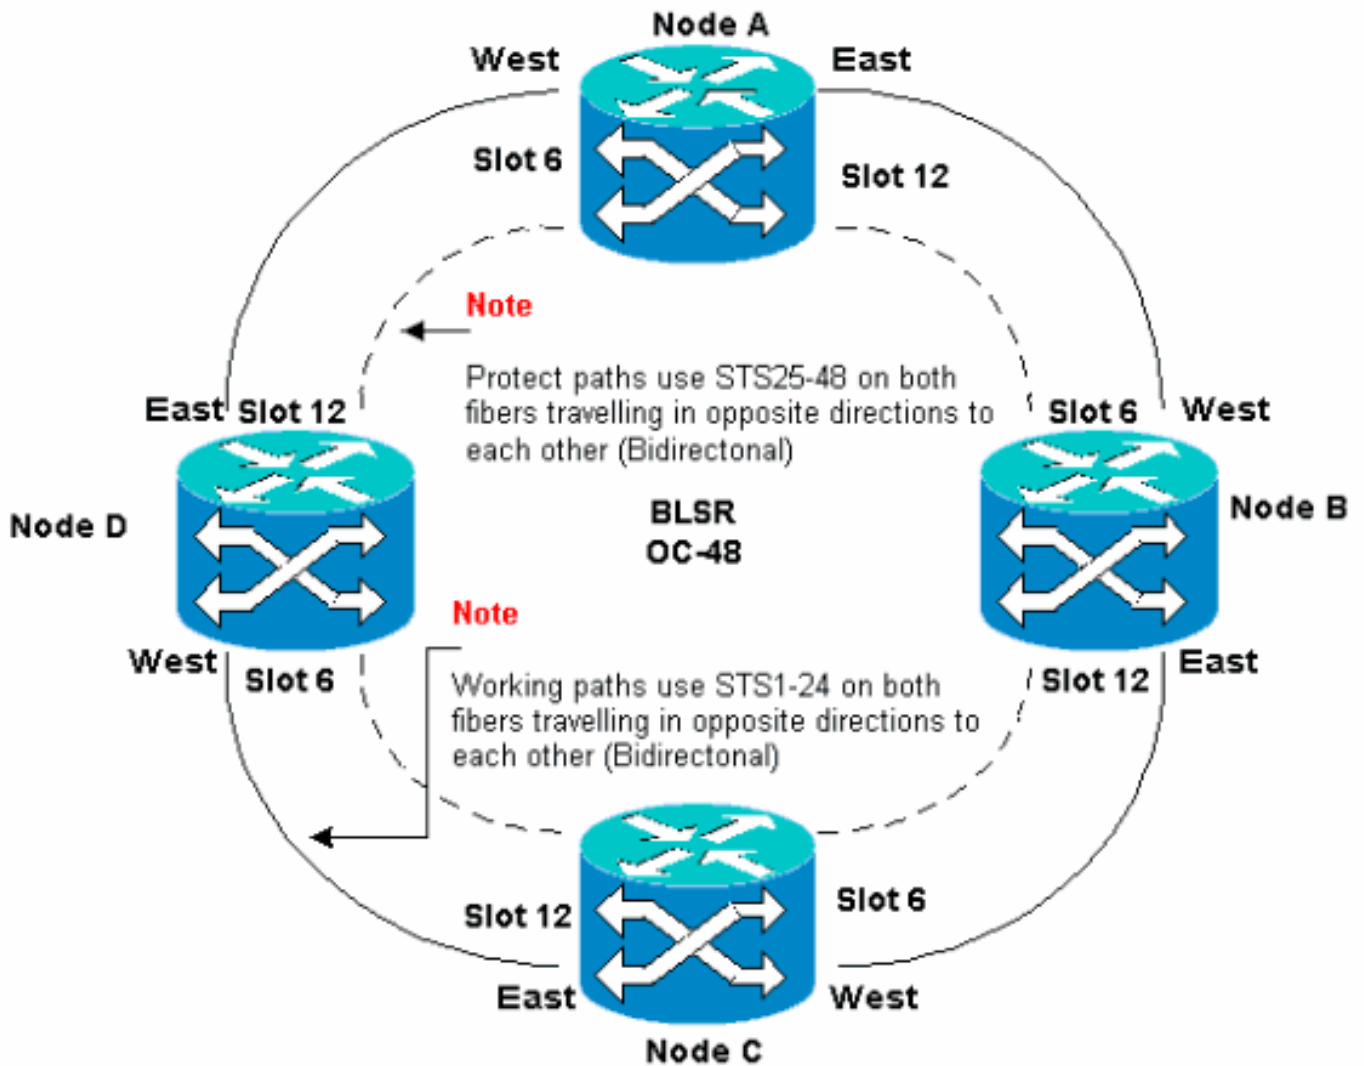 Node A
West
East
Slot 6
Slot 12
Note
Protect paths use STS25-48 on both
fibers travelling in opposite directions to
each other (Bidirectonal)
East Slot 12
Slot 6 West
BLSR
OC-48
Node D
Node B
Note
West
Slot 6
Working paths use STS1-24 on both
fibers travelling in opposite directions to
each other (Bidirectonal)
East
Slot 12
Slot 12
Slot 6
East
West
Node C